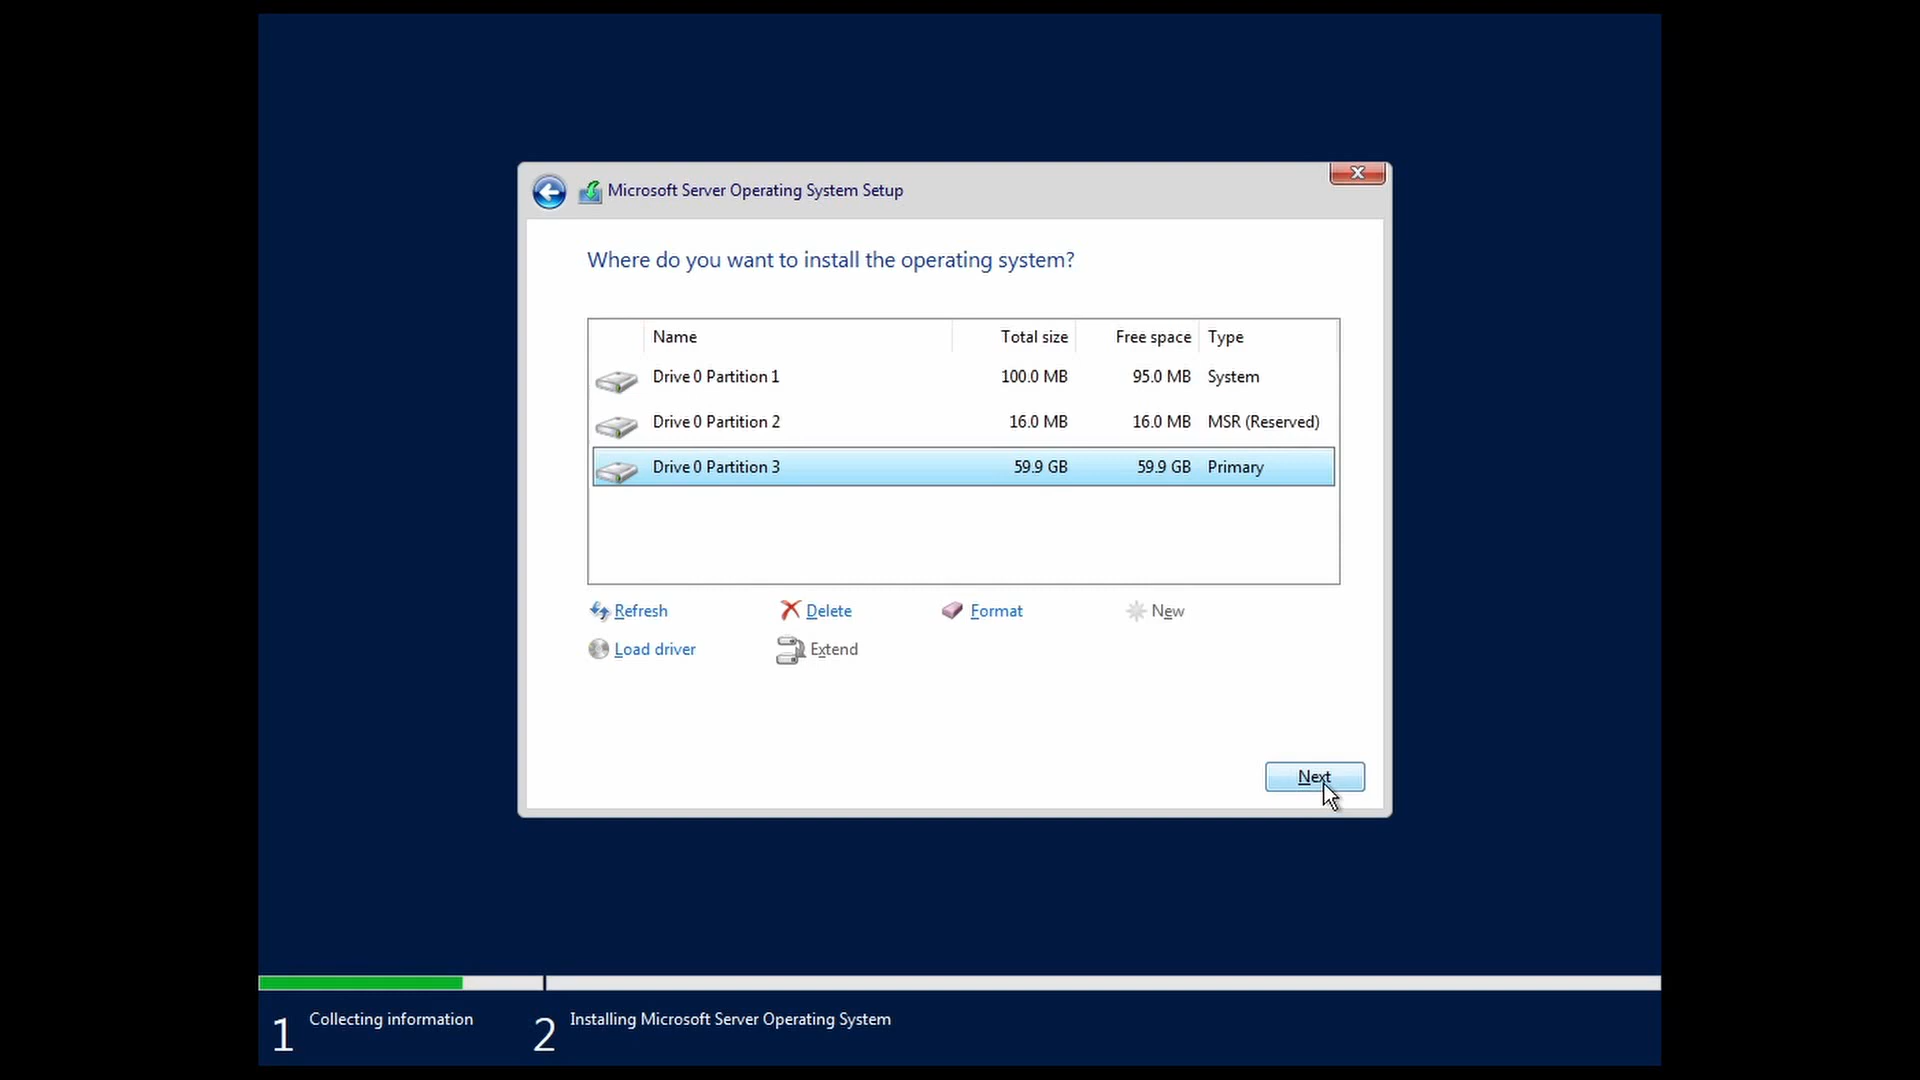 Microsoft Server Operating System Setup
Where do you want to install the operating system?
Name Total size Free space Type
Drive 0 Partition 1 100.0 MB 95.0 MB System
Drive 0 Partition 2 16.0 MB 16.0 MB MSR (Reserved)
Drive 0 Partition 3 59.9 GB 59.9 GB Primary
Refresh Delete Format New
Load driver Extend
Next
1 Collecting information 2 Installing Microsoft Server Operating System